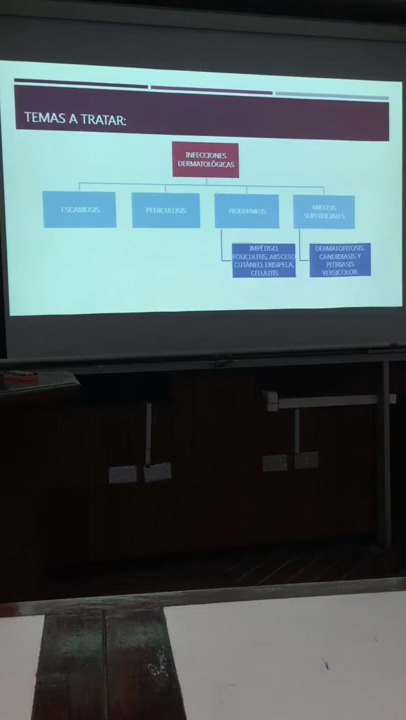 TEMAS A TRATAR:
INFECCIONES
DERMATOLÓGICAS
ESCABIOSIS
PEDICULOSIS
PIODERMITIS
MICOSIS
SUPERFICIALES
IMPÉTIGO,
FOLICULITIS, ABSCESO
CUTÁNEO, ERISIPELA,
CELULITIS
DERMATOFITOSIS,
CANDIDIASIS Y
PITIRIASIS
VERSICOLOR.